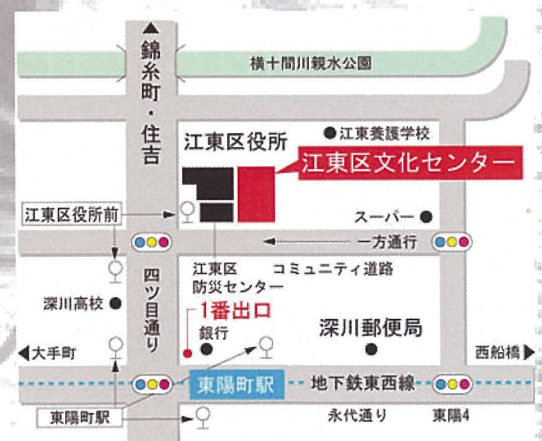 錦糸町・住吉
横十間川親水公園
江東区役所
江東養護学校
江東区文化センター
江東区役所前
スーパー
一方通行
四ツ目通り
江東区
防災センター
コミュニティ道路
深川高校
1番出口
銀行
深川郵便局
大手町
西船橋
東陽町駅
地下鉄東西線
東陽町駅
永代通り
東陽4